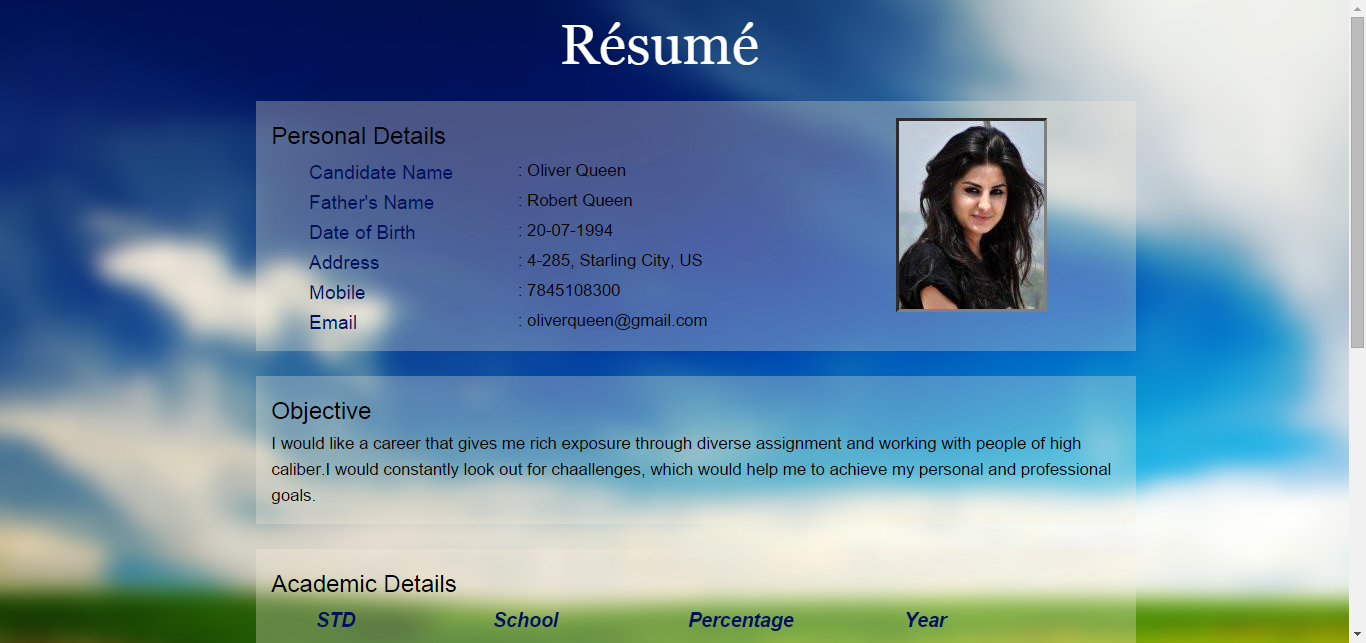 Résumé
Personal Details
Candidate Name : Oliver Queen
Father's Name : Robert Queen
Date of Birth : 20-07-1994
Address : 4-285, Starling City, US
Mobile : 7845108300
Email : oliverqueen@gmail.com
Objective
I would like a career that gives me rich exposure through diverse assignment and working with people of high
caliber.I would constantly look out for chaallenges, which would help me to achieve my personal and professional
goals.
Academic Details
STD School Percentage Year